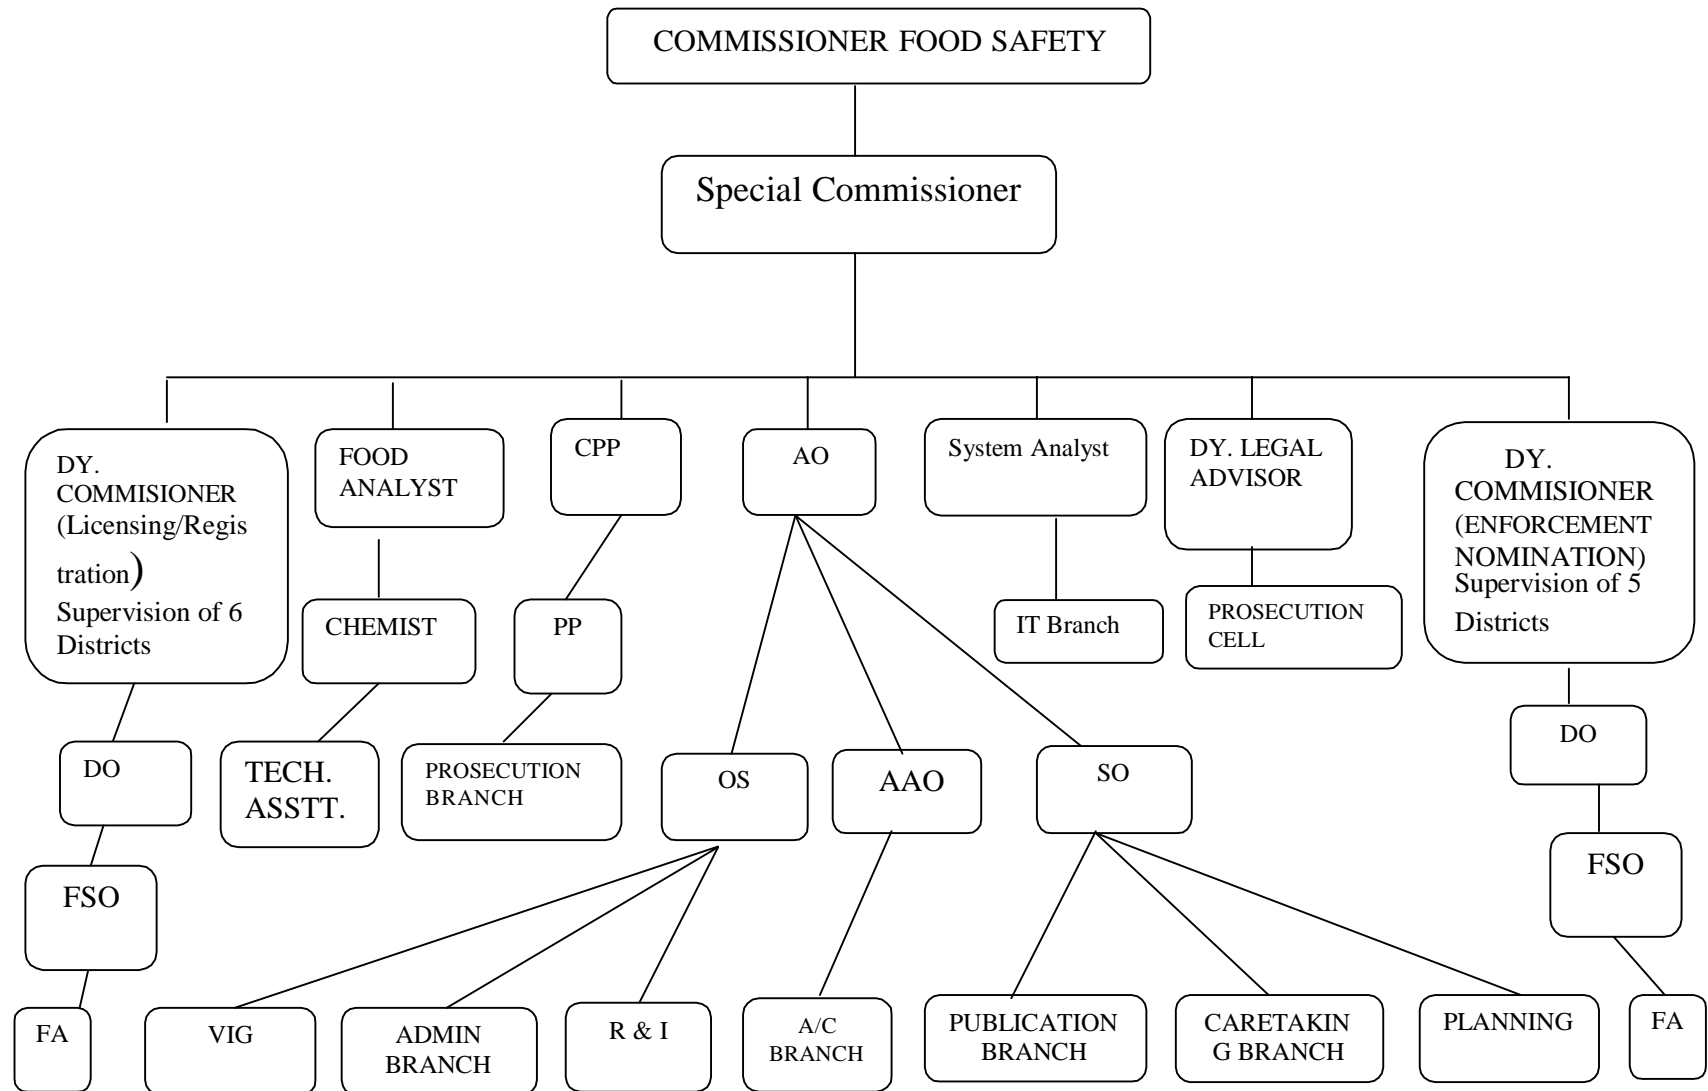 COMMISSIONER FOOD SAFETY
Special Commissioner
DY.
COMMISIONER
(Licensing/Regis
tration)
Supervision of 6
Districts
FOOD
ANALYST
CPP
AO
System Analyst
DY. LEGAL
ADVISOR
DY.
COMMISIONER
(ENFORCEMENT
NOMINATION)
Supervision of 5
Districts
CHEMIST
PP
IT Branch
PROSECUTION
CELL
DO
TECH.
ASSTT.
PROSECUTION
BRANCH
OS
AAO
SO
DO
FSO
FSO
FA
VIG
ADMIN
BRANCH
R & I
A/C
BRANCH
PUBLICATION
BRANCH
CARETAKIN
G BRANCH
PLANNING
FA